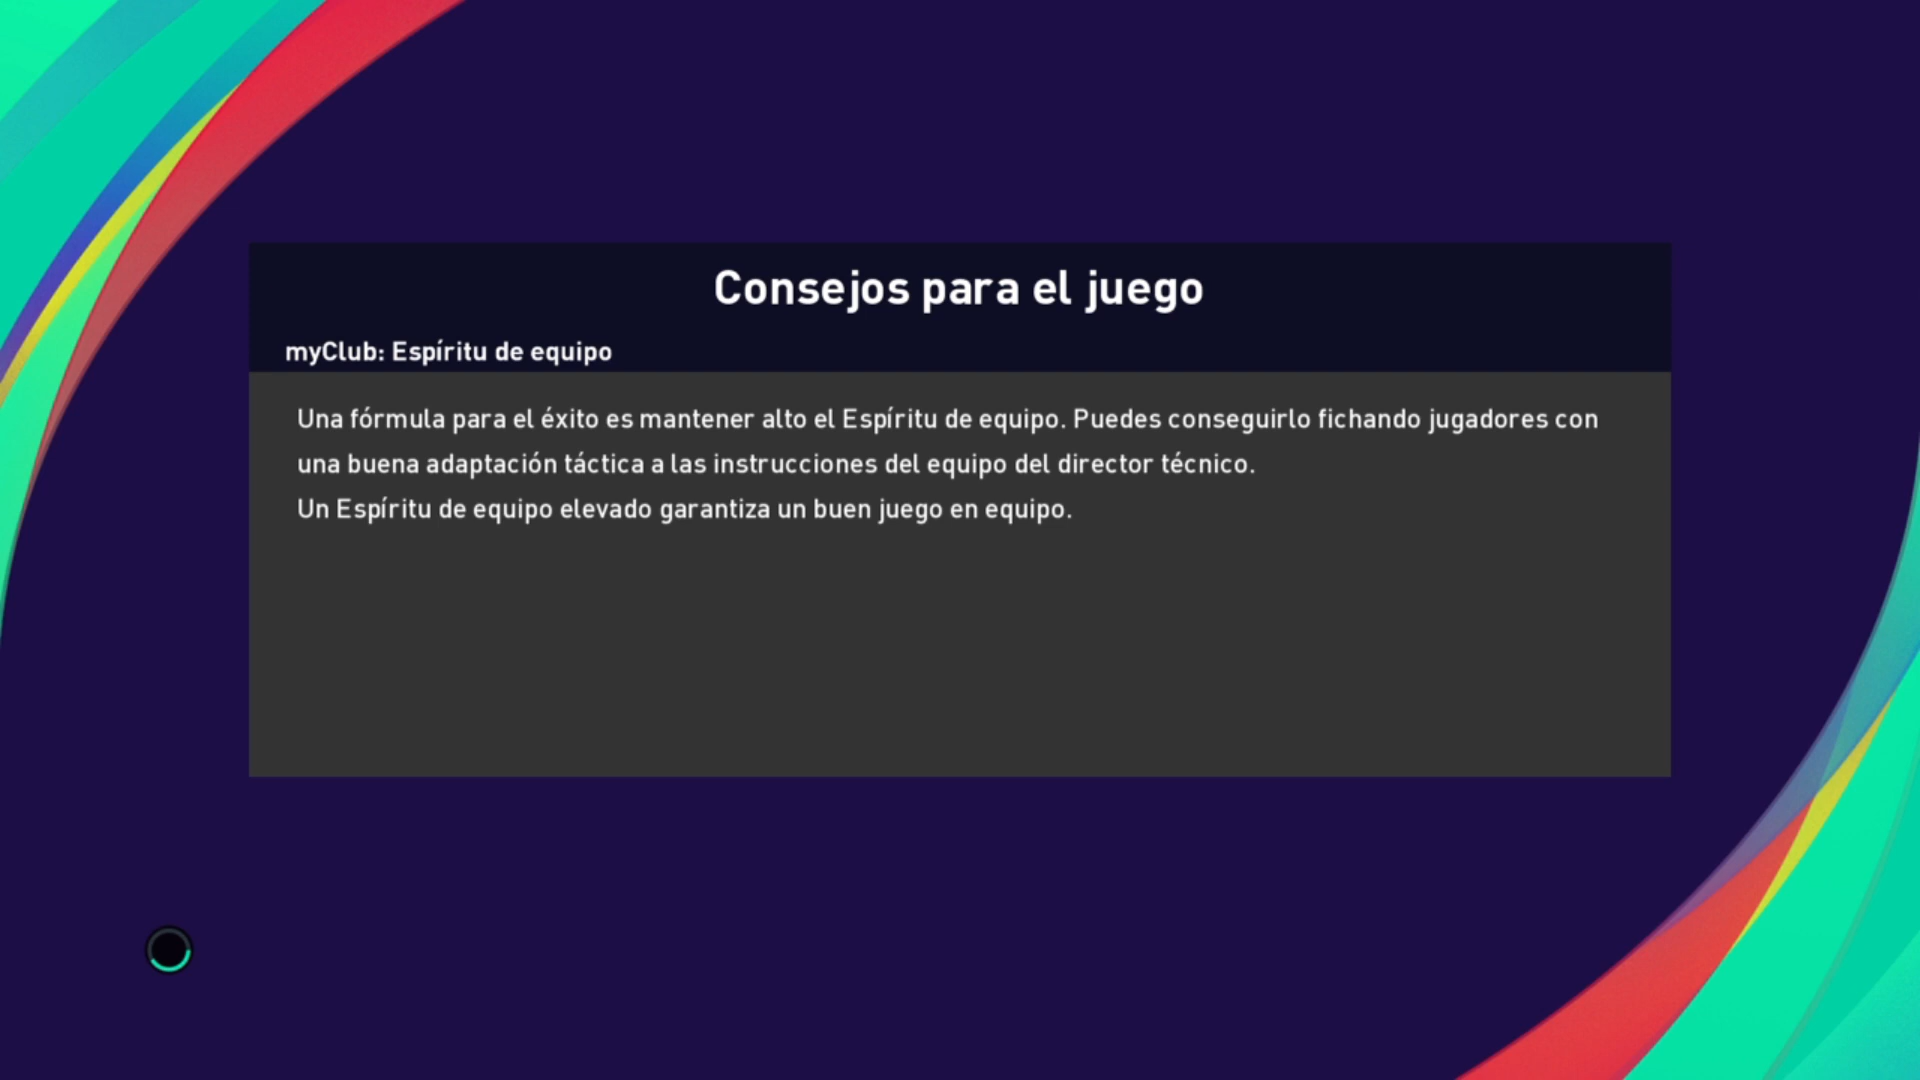 Consejos para el juego
myClub: Espíritu de equipo
Una fórmula para el éxito es mantener alto el Espíritu de equipo. Puedes conseguirlo fichando jugadores con
una buena adaptación táctica a las instrucciones del equipo del director técnico.
Un Espíritu de equipo elevado garantiza un buen juego en equipo.